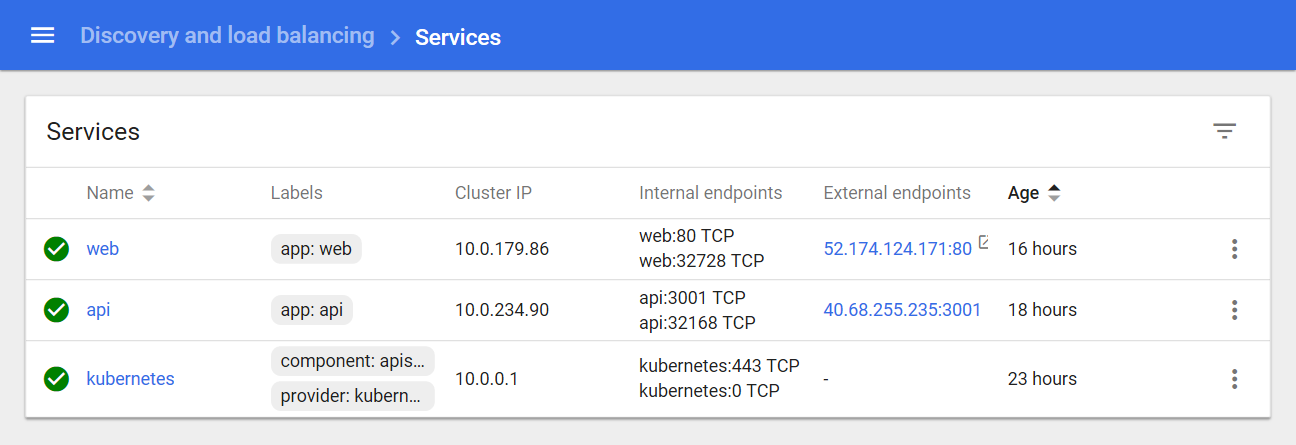 Discovery and load balancing > Services
Services
Name Labels Cluster IP Internal endpoints External endpoints Age
web app: web 10.0.179.86 web:80 TCP 52.174.124.171:80 16 hours
web:32728 TCP
api app: api 10.0.234.90 api:3001 TCP 40.68.255.235:3001 18 hours
api:32168 TCP
kubernetes component: apis... 10.0.0.1 kubernetes:443 TCP - 23 hours
provider: kubern... kubernetes:0 TCP